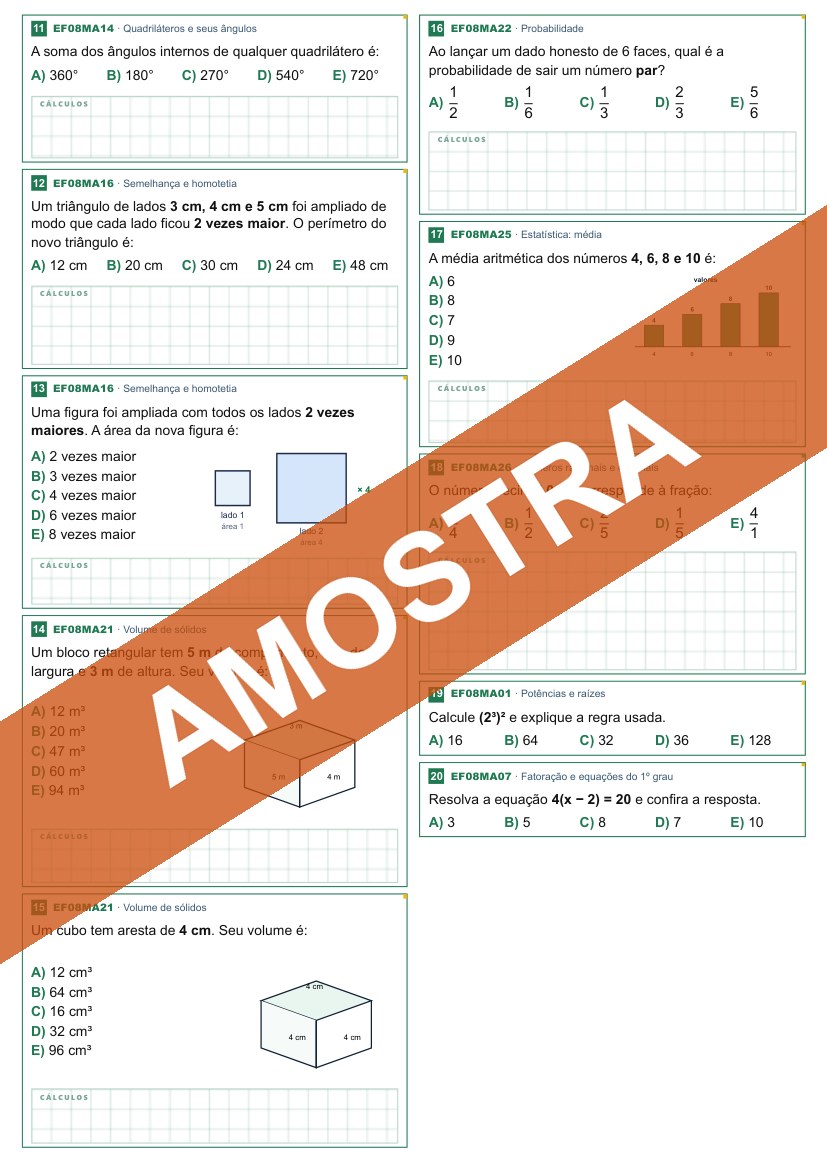 11 EF08MA14 · Quadriláteros e seus ângulos
A soma dos ângulos internos de qualquer quadrilátero é:
A) 360° B) 180° C) 270° D) 540° E) 720°
CÁLCULOS
12 EF08MA16 · Semelhança e homotetia
Um triângulo de lados 3 cm, 4 cm e 5 cm foi ampliado de
modo que cada lado ficou 2 vezes maior. O perímetro do
novo triângulo é:
A) 12 cm B) 20 cm C) 30 cm D) 24 cm E) 48 cm
CÁLCULOS
13 EF08MA16 · Semelhança e homotetia
Uma figura foi ampliada com todos os lados 2 vezes
maiores. A área da nova figura é:
A) 2 vezes maior
B) 3 vezes maior
C) 4 vezes maior
D) 6 vezes maior
E) 8 vezes maior
lado 1
área 1
lado 2
área 4
× 4
CÁLCULOS
14 EF08MA21 · Volume de sólidos
Um bloco retangular tem 5 m de
largura e 3 m de altura. Seu é:
A) 12 m³
B) 20 m³
C) 47 m³
D) 60 m³
E) 94 m³
3 m
5 m
4 m
CÁLCULOS
15 EF08MA21 · Volume de sólidos
Um cubo tem aresta de 4 cm. Seu volume é:
A) 12 cm³
B) 64 cm³
C) 16 cm³
D) 32 cm³
E) 96 cm³
4 cm
4 cm
4 cm
CÁLCULOS
16 EF08MA22 · Probabilidade
Ao lançar um dado honesto de 6 faces, qual é a
probabilidade de sair um número par?
A) 1/2 B) 1/6 C) 1/3 D) 2/3 E) 5/6
CÁLCULOS
17 EF08MA25 · Estatística: média
A média aritmética dos números 4, 6, 8 e 10 é:
A) 6
B) 8
C) 7
D) 9
E) 10
valores
4 6 8 10
4 6 8 10
CÁLCULOS
18 EF08MA26
O à fração:
B) 1/2 D) 1/5 E) 4/1
CÁLCULOS
19 EF08MA01 · Potências e raízes
Calcule (2³)² e explique a regra usada.
A) 16 B) 64 C) 32 D) 36 E) 128
20 EF08MA07 · Fatoração e equações do 1º grau
Resolva a equação 4(x − 2) = 20 e confira a resposta.
A) 3 B) 5 C) 8 D) 7 E) 10
AMOSTRA